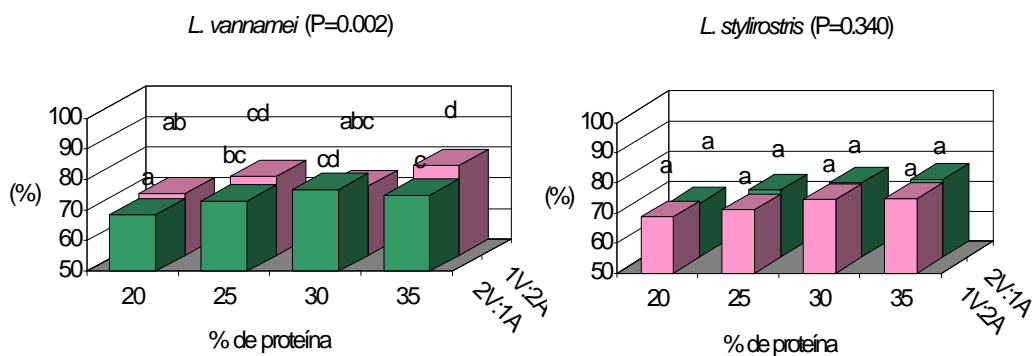 L. vannamei (P=0.002)
100
90
80
70
60
50
(%)
ab
cd
abc
d
a
bc
cd
c
20
25
30
35
1V:2A
2V:1A
% de proteína
L. stylirostris (P=0.340)
100
90
80
70
60
50
(%)
a
a
a
a
a
a
a
a
20
25
30
35
2V:1A
1V:2A
% de proteína